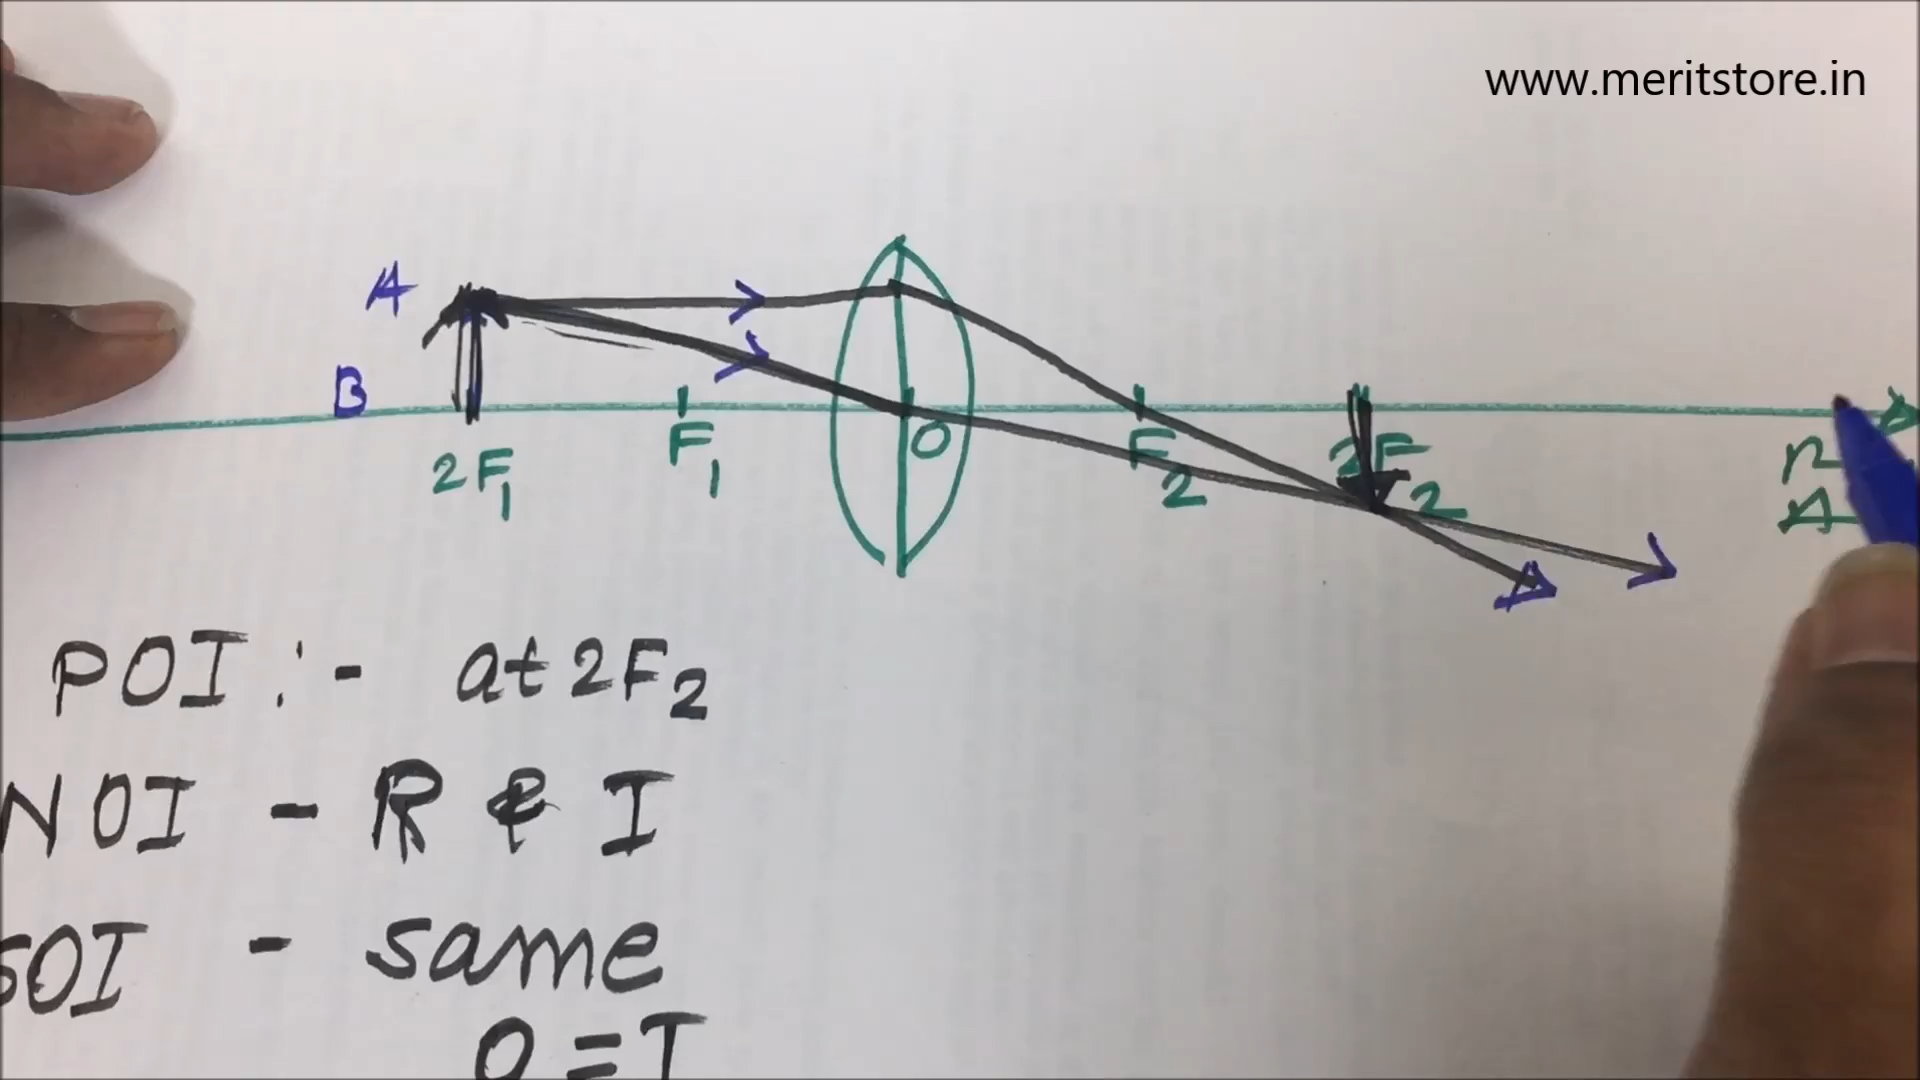 www.meritstore.in
A
B
2F1 F1 O F2 2F2
POI :- at 2F2
NOI - R & I
SOI - same
O = I